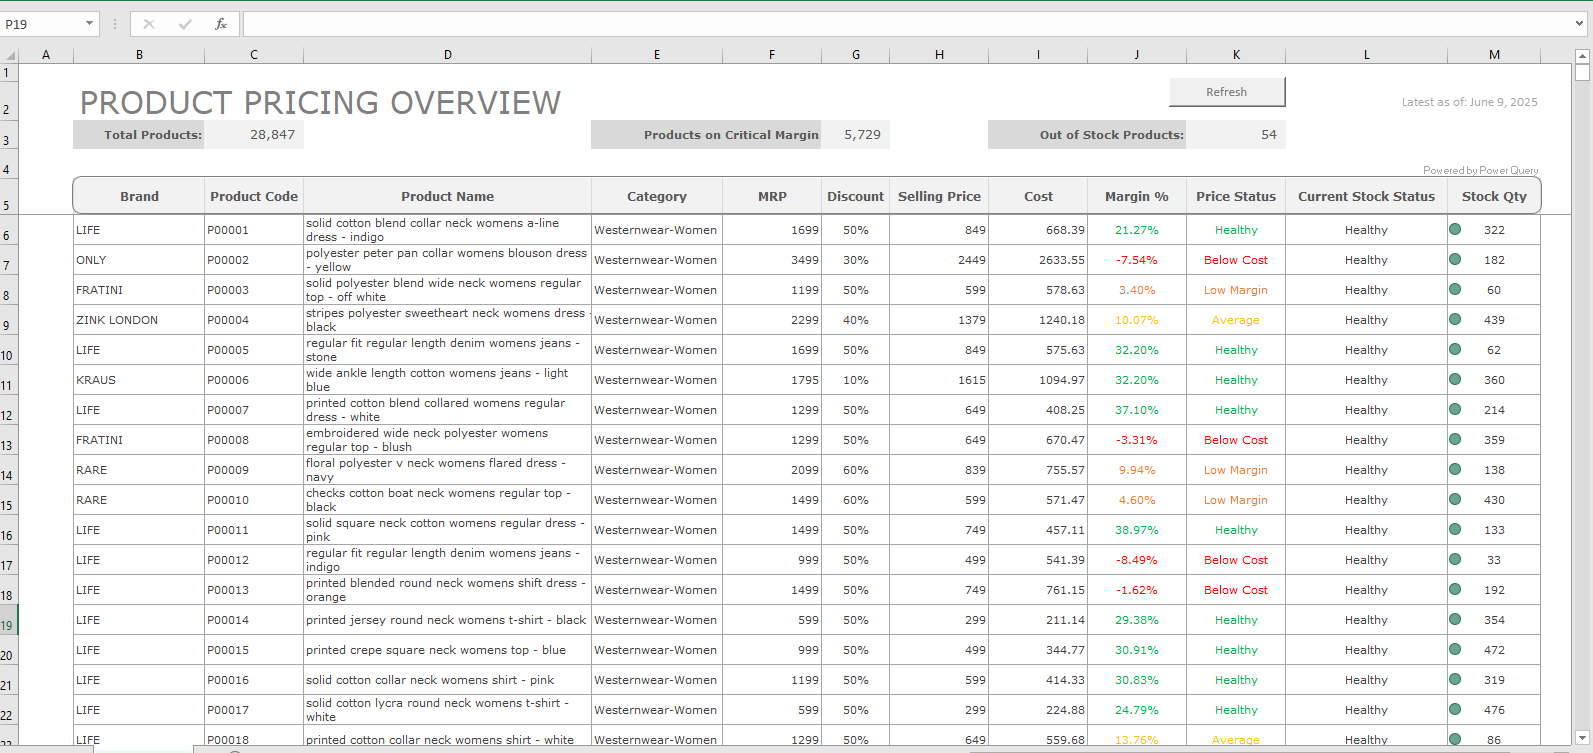 P19
fx
A B C D E F G H I J K L M
1
2 PRODUCT PRICING OVERVIEW Refresh Latest as of: June 9, 2025
3 Total Products: 28,847 Products on Critical Margin 5,729 Out of Stock Products: 54
4 Powered by Power Query
5 Brand Product Code Product Name Category MRP Discount Selling Price Cost Margin % Price Status Current Stock Status Stock Qty
6 LIFE P00001 solid cotton blend collar neck womens a-line dress - indigo Westernwear-Women 1699 50% 849 668.39 21.27% Healthy Healthy 322
7 ONLY P00002 polyester peter pan collar womens blouson dress - yellow Westernwear-Women 3499 30% 2449 2633.55 -7.54% Below Cost Healthy 182
8 FRATINI P00003 solid polyester blend wide neck womens regular top - off white Westernwear-Women 1199 50% 599 578.63 3.40% Low Margin Healthy 60
9 ZINK LONDON P00004 stripes polyester sweetheart neck womens dress - black Westernwear-Women 2299 40% 1379 1240.18 10.07% Average Healthy 439
10 LIFE P00005 regular fit regular length denim womens jeans - stone Westernwear-Women 1699 50% 849 575.63 32.20% Healthy Healthy 62
11 KRAUS P00006 wide ankle length cotton womens jeans - light blue Westernwear-Women 1795 10% 1615 1094.97 32.20% Healthy Healthy 360
12 LIFE P00007 printed cotton blend collared womens regular dress - white Westernwear-Women 1299 50% 649 408.25 37.10% Healthy Healthy 214
13 FRATINI P00008 embroidered wide neck polyester womens regular top - blush Westernwear-Women 1299 50% 649 670.47 -3.31% Below Cost Healthy 359
14 RARE P00009 floral polyester v neck womens flared dress - navy Westernwear-Women 2099 60% 839 755.57 9.94% Low Margin Healthy 138
15 RARE P00010 checks cotton boat neck womens regular top - black Westernwear-Women 1499 60% 599 571.47 4.60% Low Margin Healthy 430
16 LIFE P00011 solid square neck cotton womens regular dress - pink Westernwear-Women 1499 50% 749 457.11 38.97% Healthy Healthy 133
17 LIFE P00012 regular fit regular length denim womens jeans - indigo Westernwear-Women 999 50% 499 541.39 -8.49% Below Cost Healthy 33
18 LIFE P00013 printed blended round neck womens shift dress - orange Westernwear-Women 1499 50% 749 761.15 -1.62% Below Cost Healthy 192
19 LIFE P00014 printed jersey round neck womens t-shirt - black Westernwear-Women 599 50% 299 211.14 29.38% Healthy Healthy 354
20 LIFE P00015 printed crepe square neck womens top - blue Westernwear-Women 999 50% 499 344.77 30.91% Healthy Healthy 472
21 LIFE P00016 solid cotton collar neck womens shirt - pink Westernwear-Women 1199 50% 599 414.33 30.83% Healthy Healthy 319
22 LIFE P00017 solid cotton lycra round neck womens t-shirt - white Westernwear-Women 599 50% 299 224.88 24.79% Healthy Healthy 476
23 LIFE P00018 printed cotton collar neck womens shirt - white Westernwear-Women 1299 50% 649 559.68 13.76% Average Healthy 86